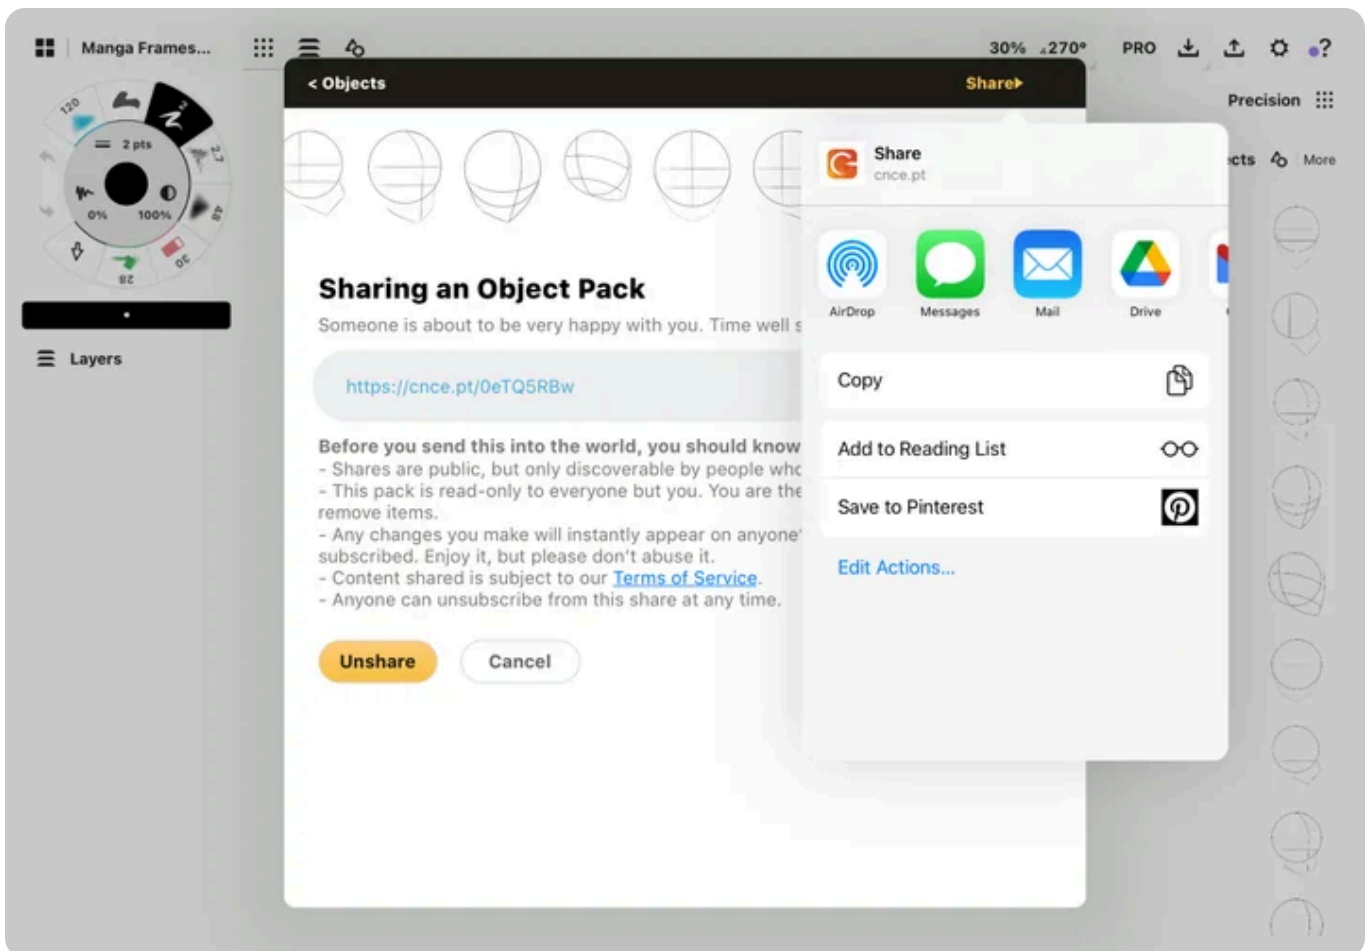 Manga Frames...
30% 270°
PRO
?
< Objects
Share
Precision
120
2 pts
2.7
0%
100%
48
30
28
Share
cnce.pt
More
AirDrop
Messages
Mail
Drive
Sharing an Object Pack
Someone is about to be very happy with you. Time well
https://cnce.pt/0eTQ5RBw
Copy
Before you send this into the world, you should know
- Shares are public, but only discoverable by people
- This pack is read-only to everyone but you. You are the
remove items.
- Any changes you make will instantly appear on anyone'
subscribed. Enjoy it, but please don't abuse it.
- Content shared is subject to our Terms of Service.
- Anyone can unsubscribe from this share at any time.
Add to Reading List
Save to Pinterest
Edit Actions...
Unshare
Cancel
Layers